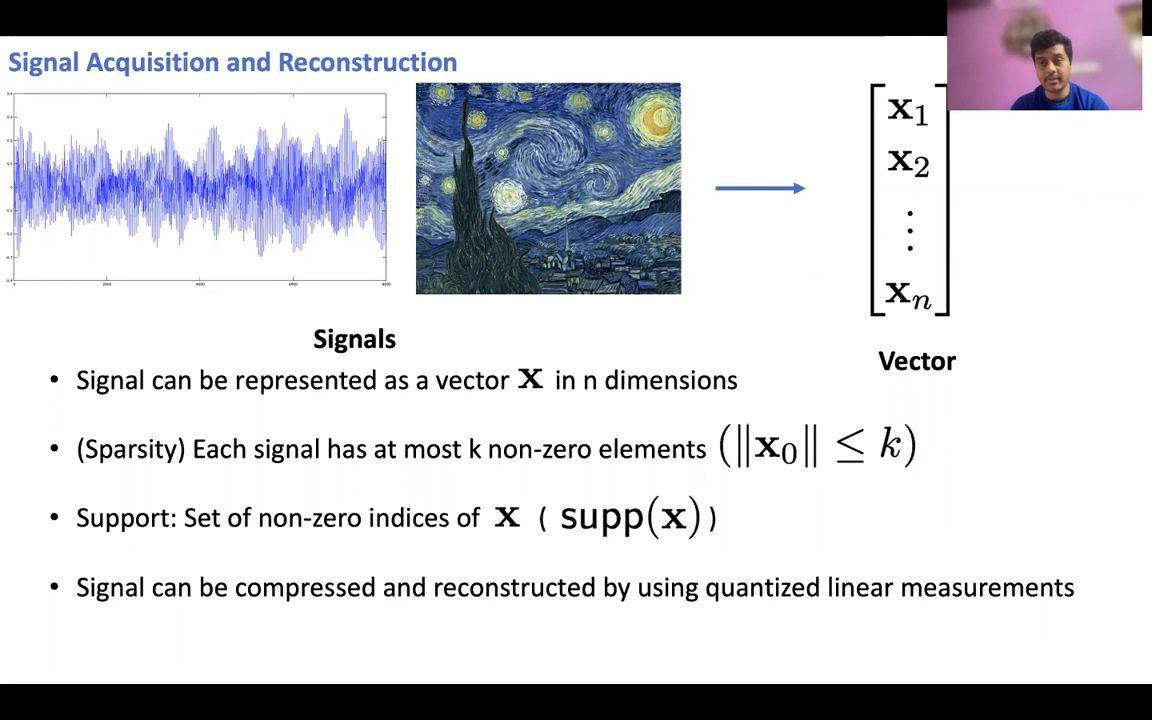 Signal Acquisition and Reconstruction
x₁
x₂
⋮
xₙ
Signals
Vector
• Signal can be represented as a vector x in n dimensions
• (Sparsity) Each signal has at most k non-zero elements (‖x₀‖ ≤ k)
• Support: Set of non-zero indices of x ( supp(x))
• Signal can be compressed and reconstructed by using quantized linear measurements